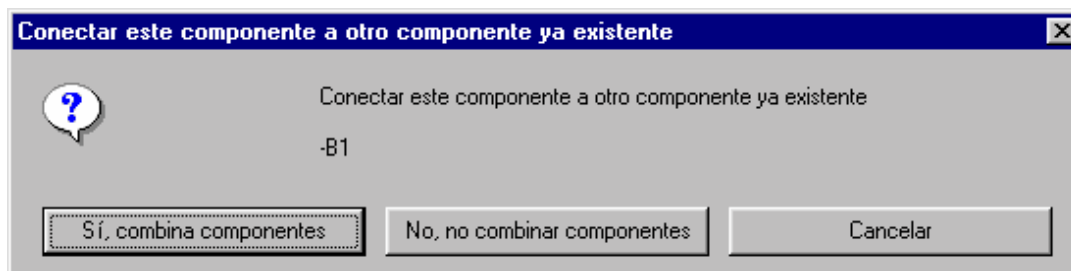 Conectar este componente a otro componente ya existente
Conectar este componente a otro componente ya existente
-B1
Sí, combina componentes No, no combinar componentes Cancelar